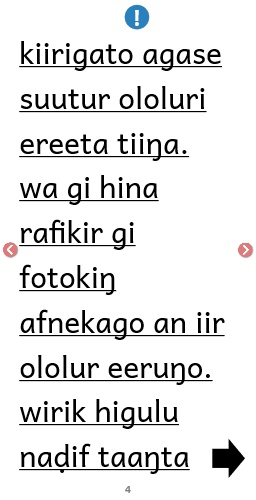 kiirigato agase
suutur ololuri
ereeta tiiŋa.
wa gi hina
rafikir gi
fotokiŋ
afnekago an iir
ololur eeruŋo.
wirik higulu
naḍif taaŋta
4